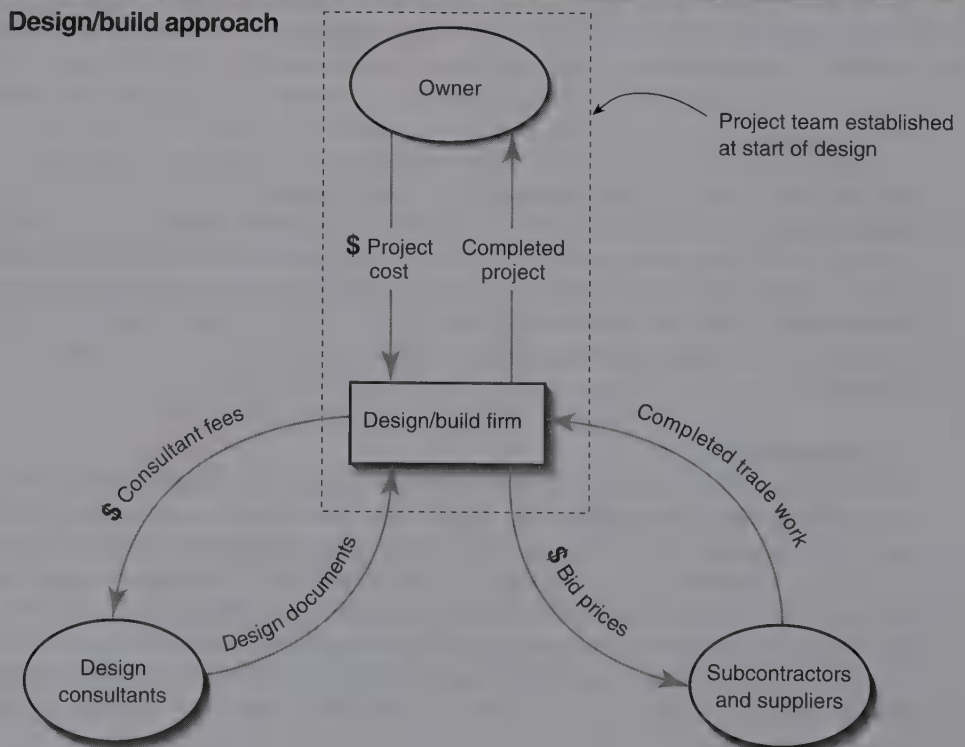 Design/build approach
Owner
Project team established
at start of design
$ Project
cost
Completed
project
Design/build firm
$ Consultant fees
Design documents
Completed trade work
$ Bid prices
Design
consultants
Subcontractors
and suppliers